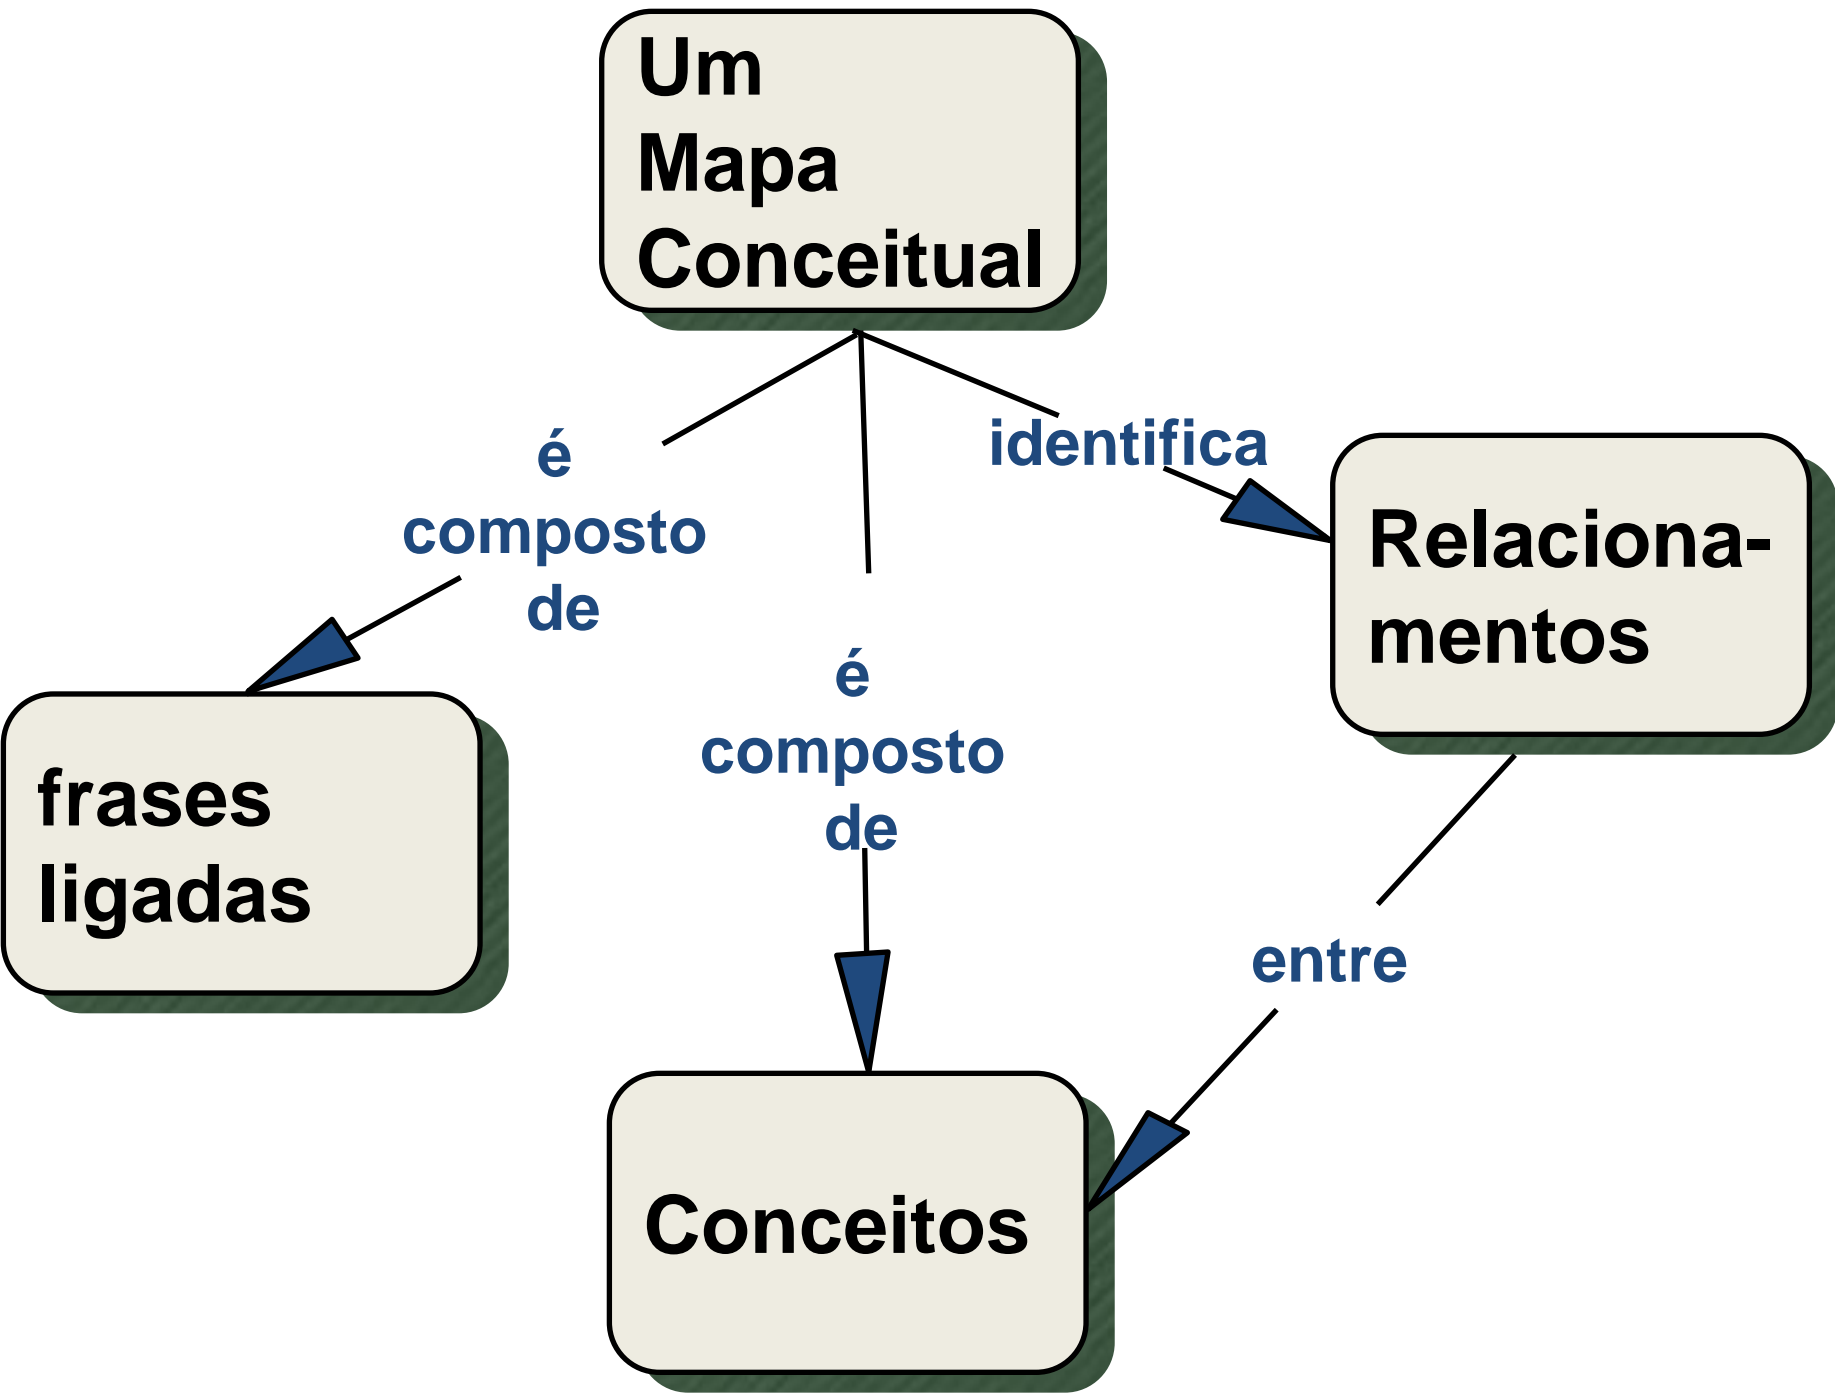 Um
Mapa
Conceitual
é
composto
de
identifica
Relaciona-
mentos
é
composto
de
frases
ligadas
entre
Conceitos